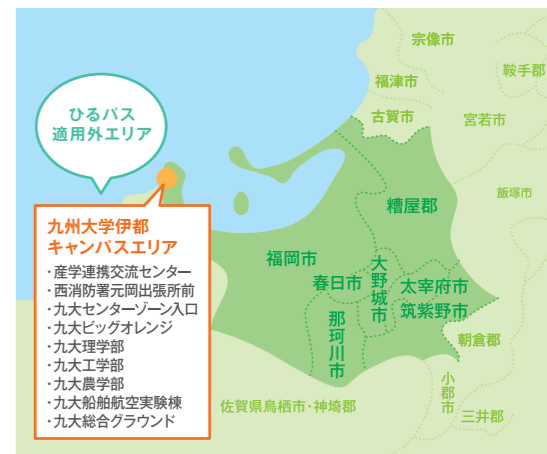 宗像市
鞍手郡
福津市
古賀市
宮若市
ひるパス
適用外エリア
飯塚市
糟屋郡
九州大学伊都
キャンパスエリア
・産学連携交流センター
・西消防署元岡出張所前
・九大センターゾーン入口
・九大ビッグオレンジ
・九大理学部
・九大工学部
・九大農学部
・九大船舶航空実験棟
・九大総合グラウンド
福岡市
春日市
大野城市
太宰府市
筑紫野市
那珂川市
朝倉郡
小郡市
三井郡
佐賀県鳥栖市・神埼郡